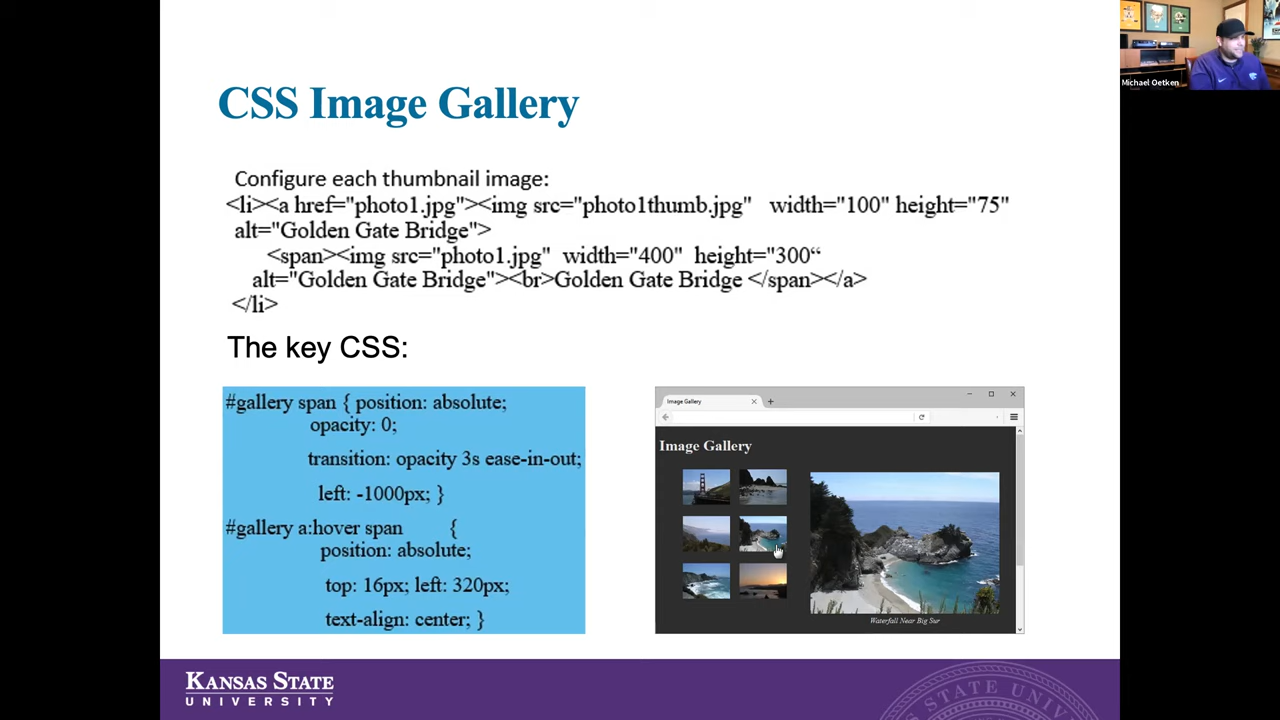 Michael Oetken
CSS Image Gallery
Configure each thumbnail image:
<li><a href="photo1.jpg"><img src="photo1thumb.jpg" width="100" height="75"
alt="Golden Gate Bridge">
<span><img src="photo1.jpg" width="400" height="300“
alt="Golden Gate Bridge"><br>Golden Gate Bridge </span></a>
</li>
The key CSS:
#gallery span { position: absolute;
opacity: 0;
transition: opacity 3s ease-in-out;
left: -1000px; }
#gallery a:hover span {
position: absolute;
top: 16px; left: 320px;
text-align: center; }
Image Gallery
Image Gallery
Waterfall Near Big Sur
KANSAS STATE
UNIVERSITY